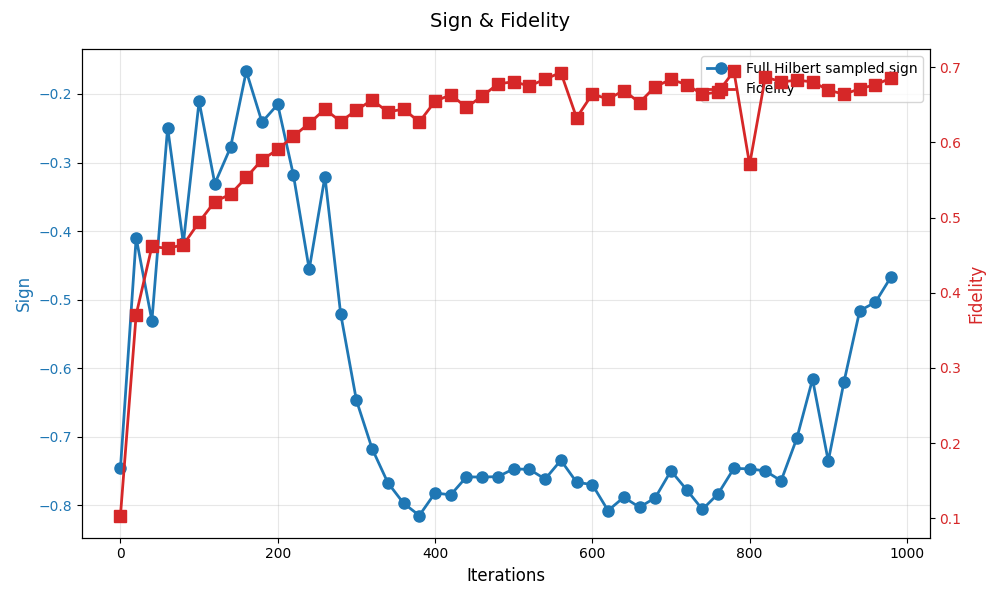 Sign & Fidelity
Full Hilbert sampled sign
Fidelity
−0.2
−0.3
−0.4
−0.5
−0.6
−0.7
−0.8
Sign
0.7
0.6
0.5
0.4
0.3
0.2
0.1
Fidelity
0 200 400 600 800 1000
Iterations